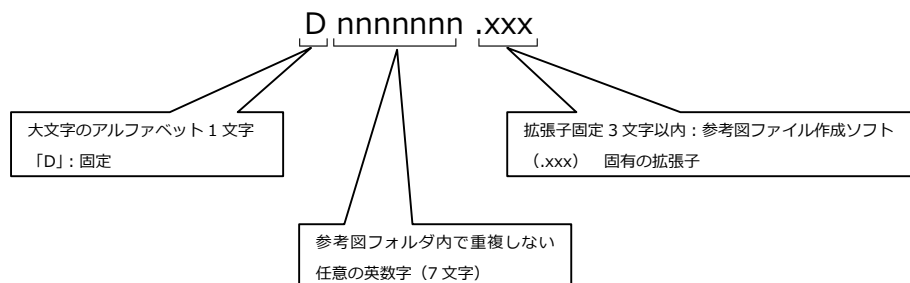 D nnnnnnn .xxx
大文字のアルファベット1文字
「D」：固定
拡張子固定3文字以内：参考図ファイル作成ソフト
（.xxx） 固有の拡張子
参考図フォルダ内で重複しない
任意の英数字（7文字）